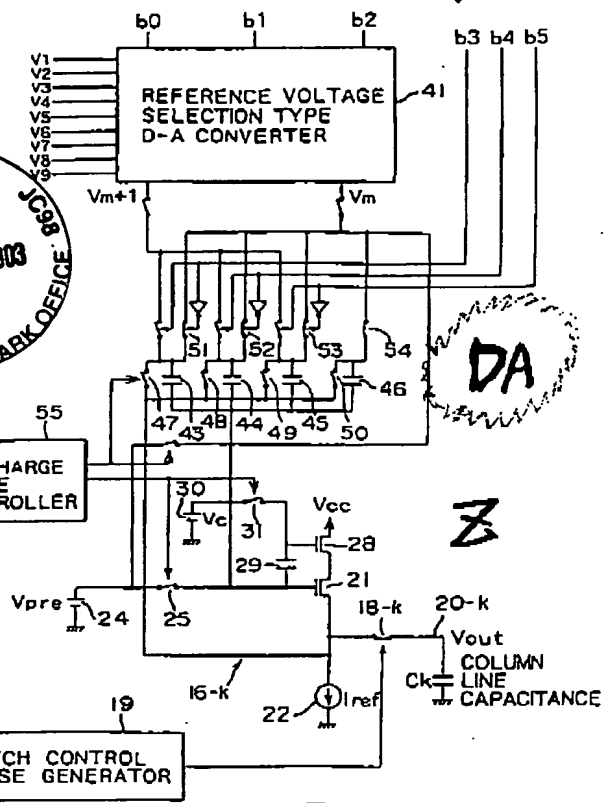 b0 b1 b2
b3 b4 b5
V1
V2
V3
V4
V5
V6
V7
V8
V9
REFERENCE VOLTAGE
SELECTION TYPE
D-A CONVERTER
41
Vm+1
Vm
JC98
OFFICE
51 52 53 54
DA
47 43 48 44 49 45 50 46
55
HARGE
E
ROLLER
30
Vc
31
Vcc
28
29
21
Z
Vpre
24
25
18-k
20-k
Vout
Ck
COLUMN
LINE
CAPACITANCE
16-k
22
Iref
19
CH CONTROL
SE GENERATOR